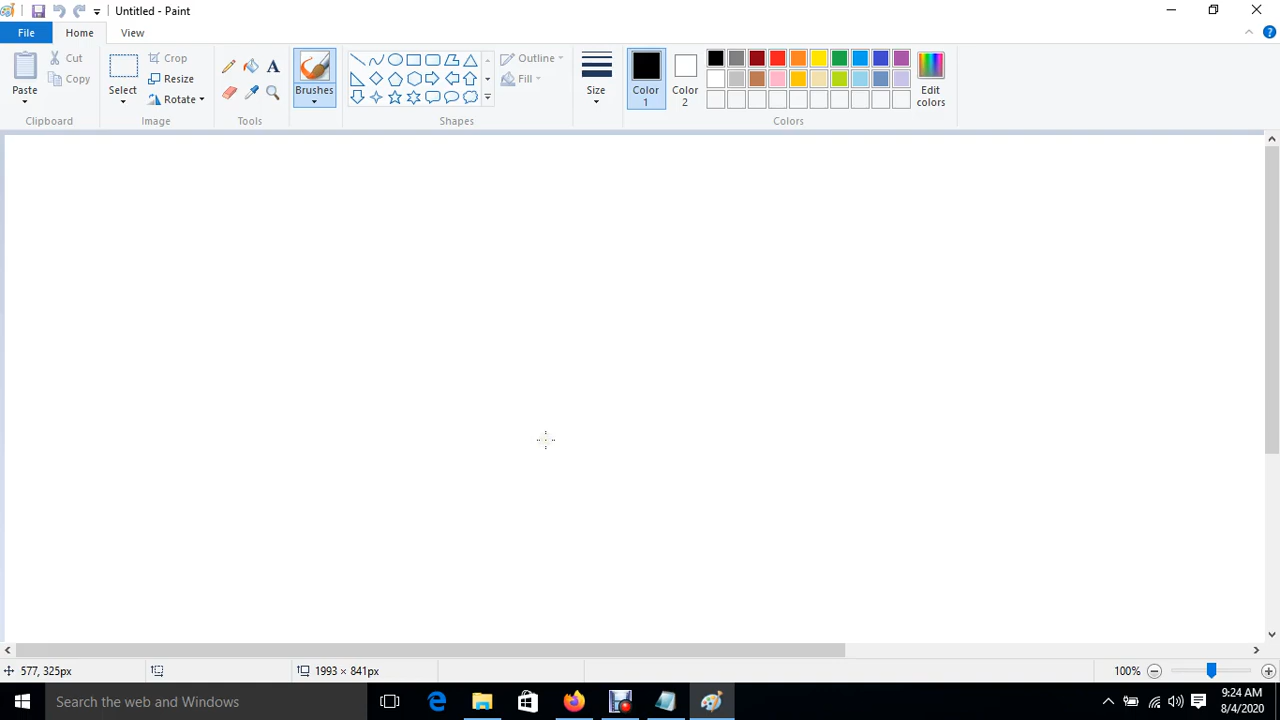 Untitled - Paint
File Home View
Paste
Cut
Copy
Clipboard
Select
Crop
Resize
Rotate
Image
A
Tools
Brushes
Outline
Fill
Shapes
Size
Color 1
Color 2
Edit colors
Colors
577, 325px 1993 × 841px 100%
Search the web and Windows
9:24 AM
8/4/2020